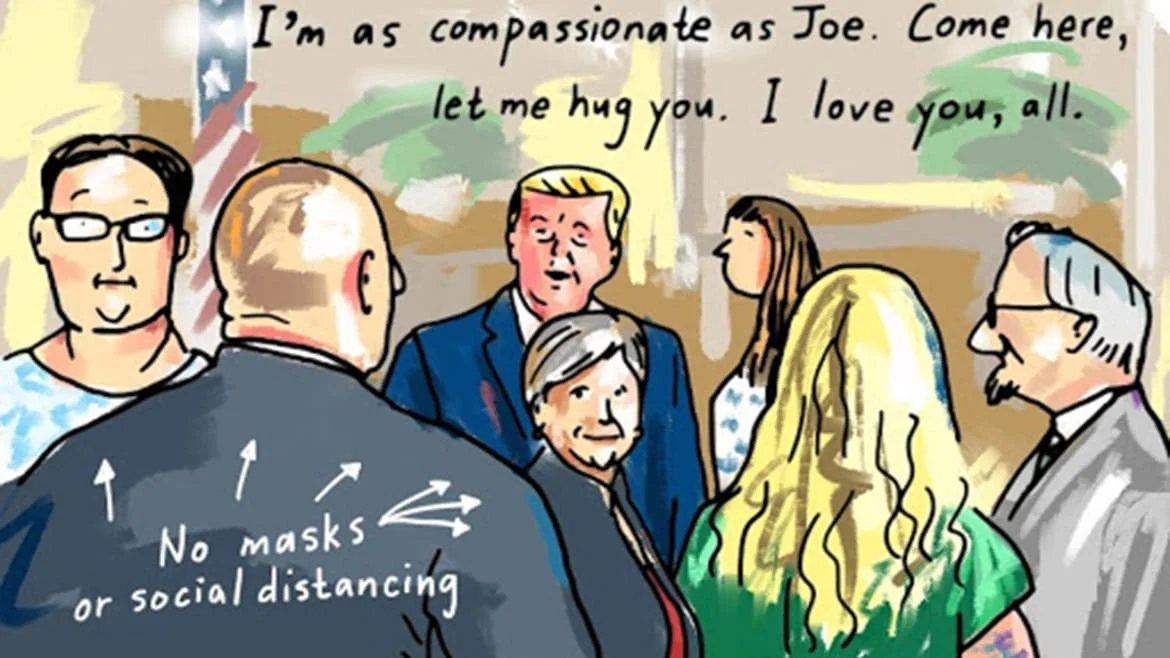 I'm as compassionate as Joe. Come here,
let me hug you. I love you, all.
No masks
or social distancing